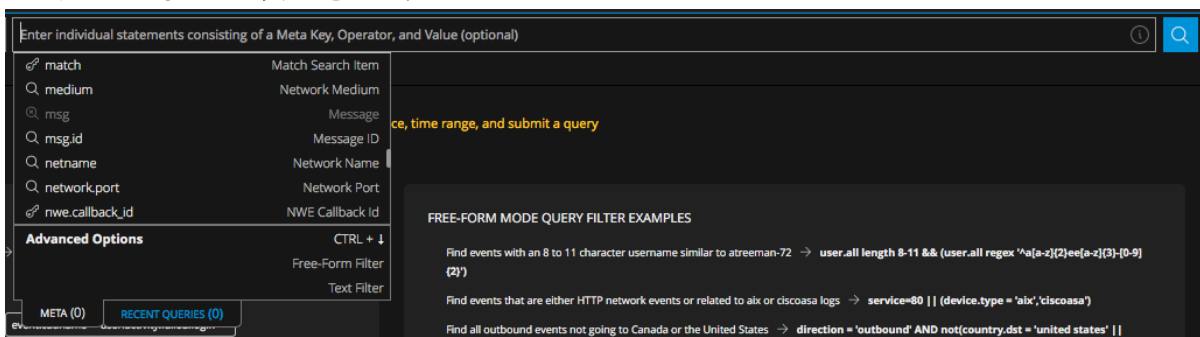 Enter individual statements consisting of a Meta Key, Operator, and Value (optional)
match Match Search Item
medium Network Medium
msg Message
msg.id Message ID
netname Network Name
network.port Network Port
nwe.callback_id NWE Callback Id
Advanced Options CTRL + ↓
Free-Form Filter
Text Filter
META (0) RECENT QUERIES (0)
ce, time range, and submit a query
FREE-FORM MODE QUERY FILTER EXAMPLES
Find events with an 8 to 11 character username similar to atreeman-72 → user.all length 8-11 && (user.all regex '^a[a-z]{2}ee[a-z]{3}-[0-9]
{2}')
Find events that are either HTTP network events or related to aix or ciscoasa logs → service=80 || (device.type = 'aix','ciscoasa')
Find all outbound events not going to Canada or the United States → direction = 'outbound' AND not(country.dst = 'united states' ||